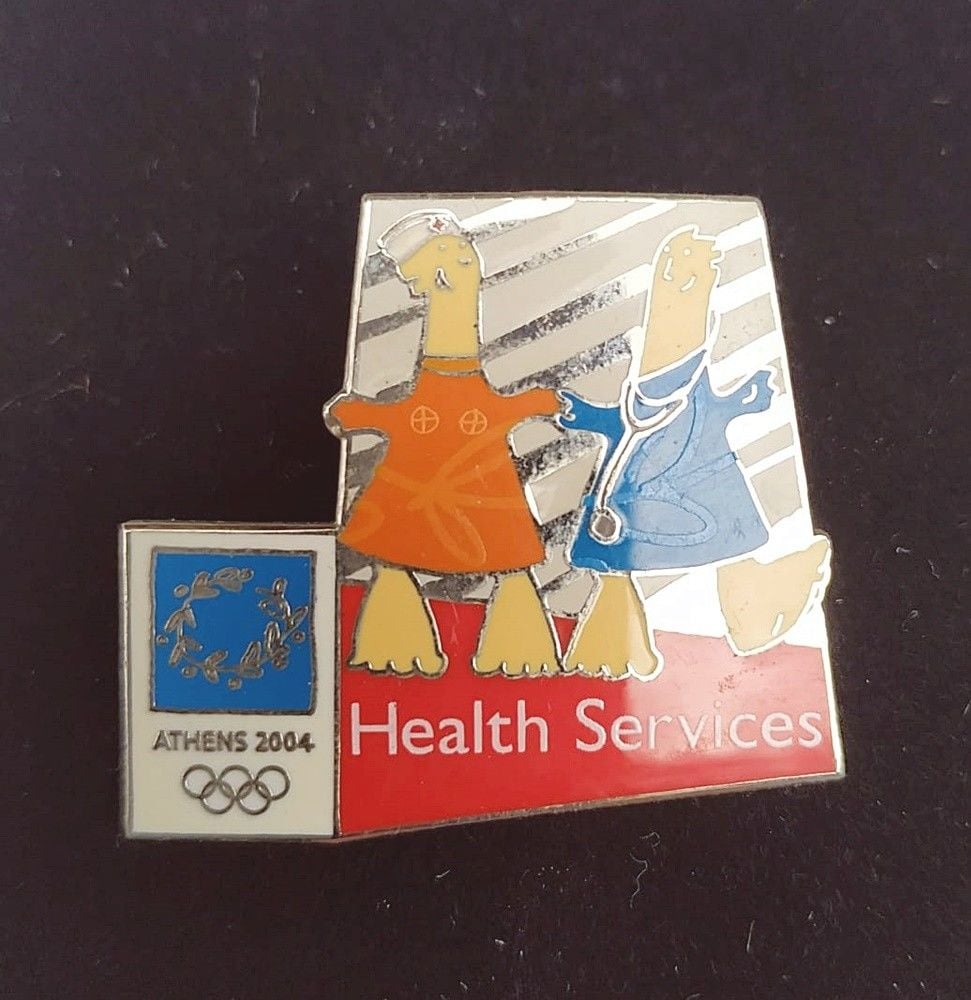 Health Services
ATHENS 2004